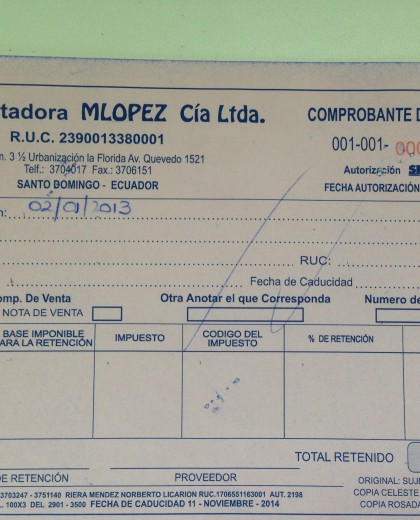 tadora MLOPEZ Cía Ltda.
R.U.C. 2390013380001
m. 3 ½ Urbanización la Florida Av. Quevedo 1521
Telf.: 3704017 Fax.: 3706151
SANTO DOMINGO - ECUADOR
COMPROBANTE D
001-001- 000
Autorización
FECHA AUTORIZACIÓN
n: 02/01/2013
RUC:
Fecha de Caducidad
omp. De Venta
Otra Anotar el que Corresponda
Numero de
NOTA DE VENTA
BASE IMPONIBLE
PARA LA RETENCIÓN
IMPUESTO
CODIGO DEL
IMPUESTO
% DE RETENCIÓN
TOTAL RETENIDO
DE RETENCIÓN
PROVEEDOR
ORIGINAL: SUJE
COPIA CELESTE
COPIA ROSADA
3703247 - 3751140 RIERA MENDEZ NORBERTO LICARION RUC.1706551163001 AUT. 2198
L. 100X3 DEL 2901 - 3500 FECHA DE CADUCIDAD 11 - NOVIEMBRE - 2014